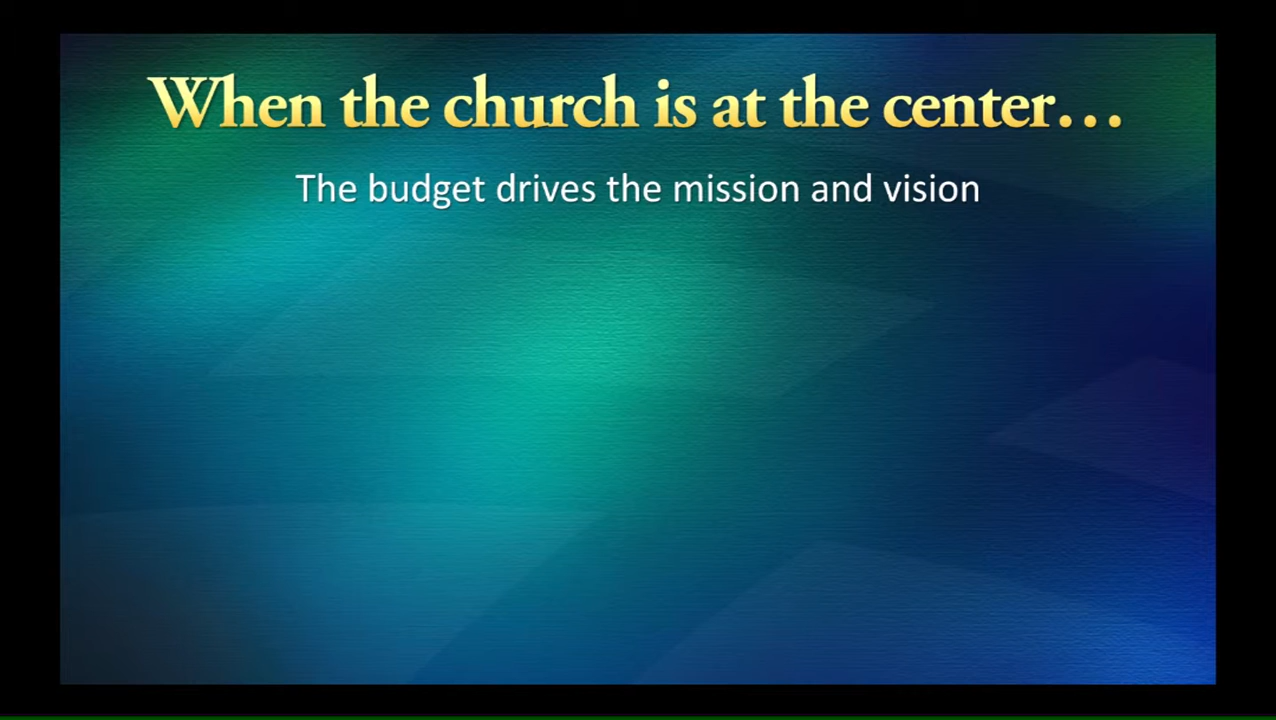 When the church is at the center…
The budget drives the mission and vision